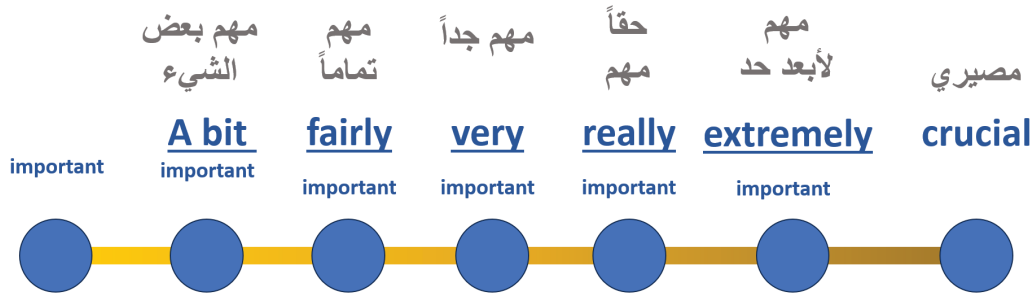 important
مهم بعض
الشيء
A bit
important
مهم
تماماً
fairly
important
مهم جداً
very
important
حقاً
مهم
really
important
مهم
لأبعد حد
extremely
important
مصيري
crucial